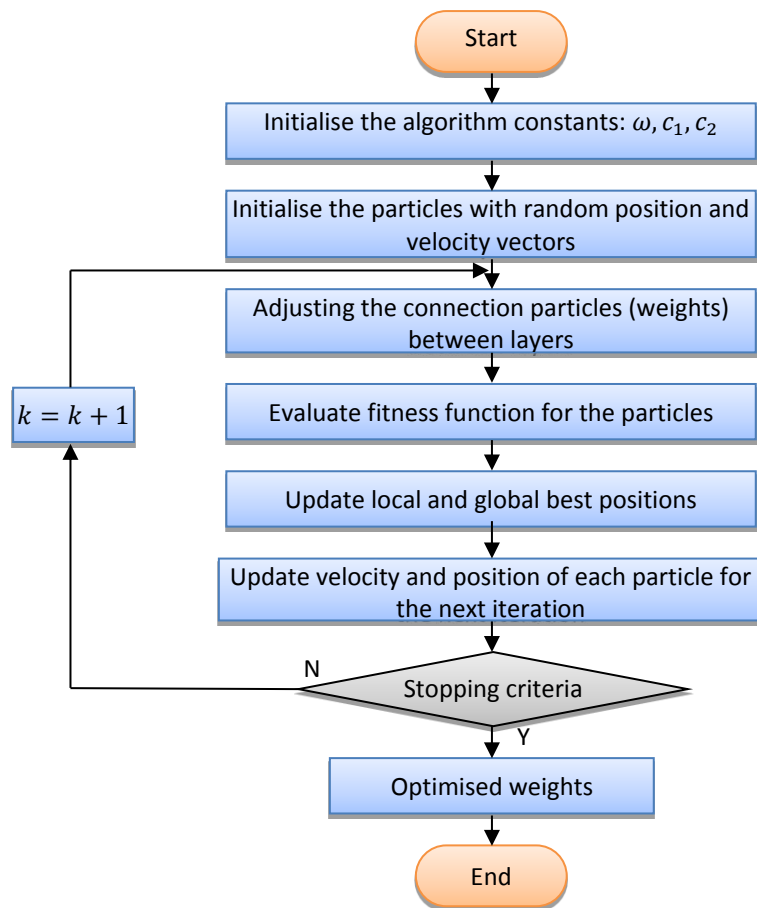 Start
Initialise the algorithm constants: ω, c₁, c₂
Initialise the particles with random position and
velocity vectors
Adjusting the connection particles (weights)
between layers
k = k + 1
Evaluate fitness function for the particles
Update local and global best positions
Update velocity and position of each particle for
the next iteration
N
Stopping criteria
Y
Optimised weights
End